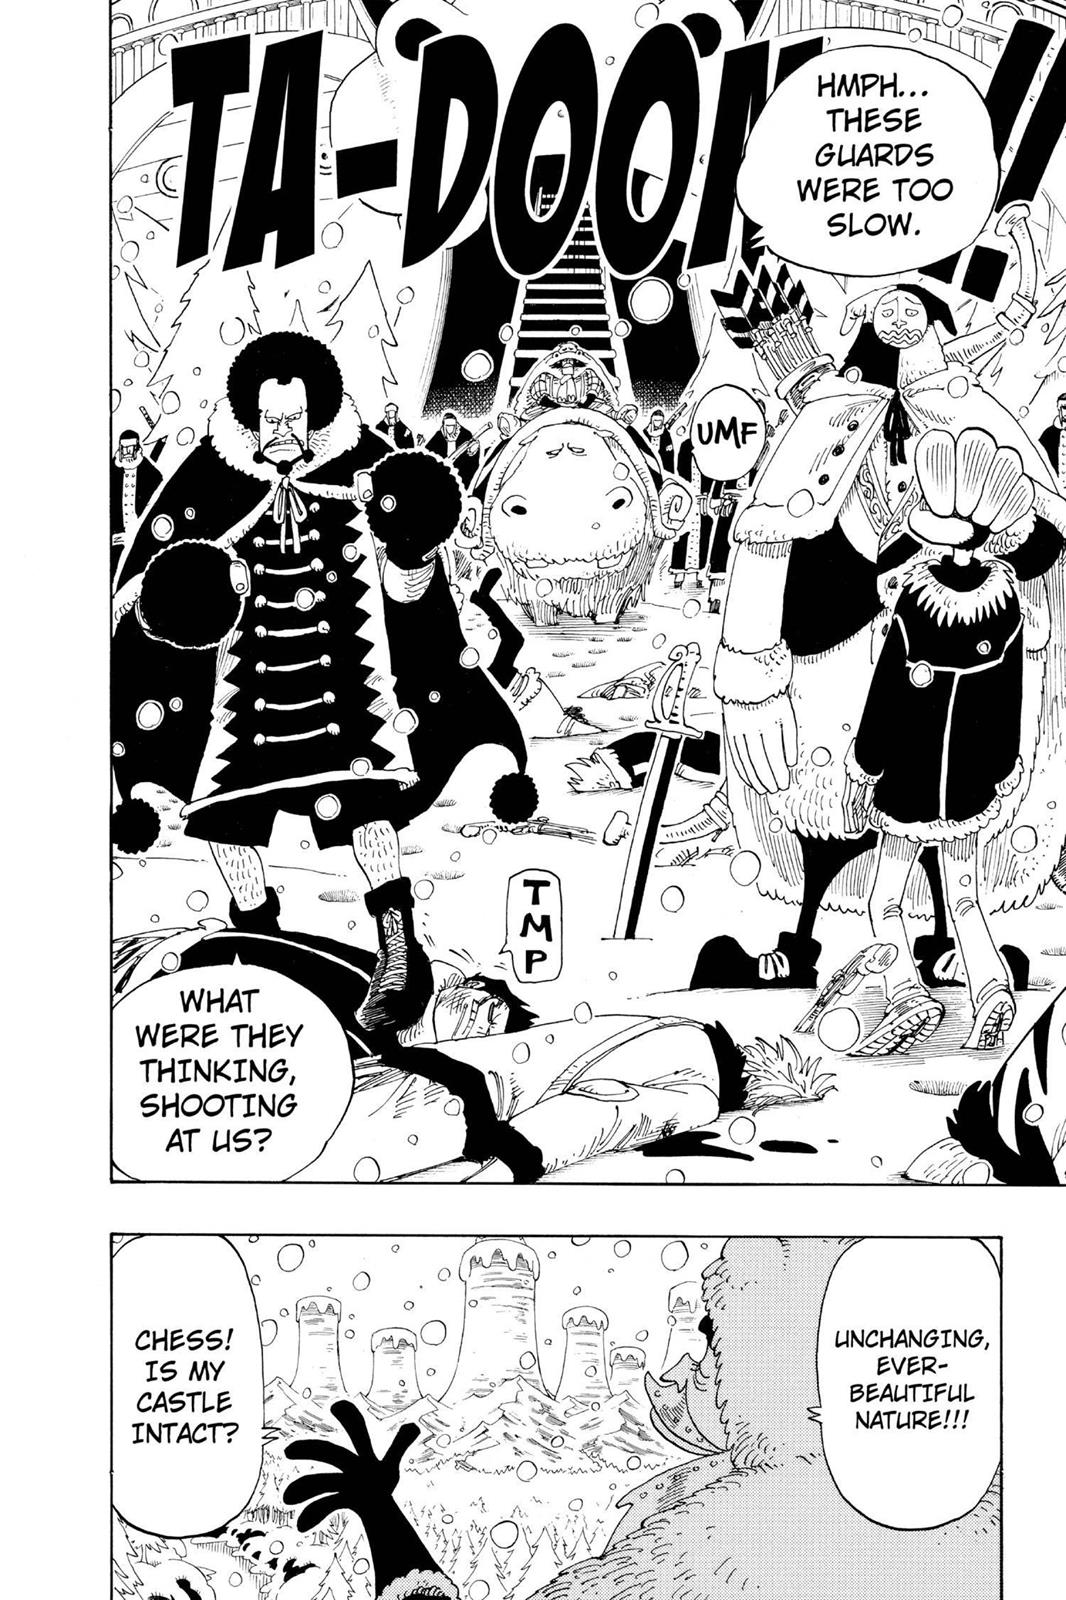 TA-DOOM!!
HMPH...
THESE
GUARDS
WERE TOO
SLOW.
UMF
TMP
WHAT
WERE THEY
THINKING,
SHOOTING
AT US?
UNCHANGING,
EVER-
BEAUTIFUL
NATURE!!!
CHESS!
IS MY
CASTLE
INTACT?